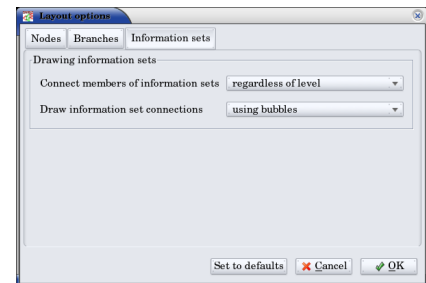 Layout options
Nodes Branches Information sets
Drawing information sets
Connect members of information sets regardless of level
Draw information set connections using bubbles
Set to defaults Cancel OK